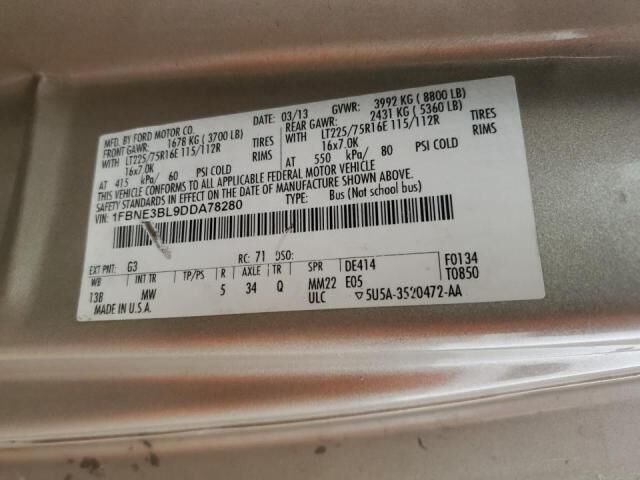 MFD. BY FORD MOTOR CO. DATE: 03/13 GVWR: 3992 KG ( 8800 LB)
FRONT GAWR: 1678 KG ( 3700 LB) REAR GAWR: 2431 KG ( 5360 LB)
WITH LT225/75R16E 115/112R TIRES WITH LT225/75R16E 115/112R TIRES
16x7.0K RIMS 16x7.0K RIMS
AT 415 kPa/ 60 PSI COLD AT 550 kPa/ 80 PSI COLD
THIS VEHICLE CONFORMS TO ALL APPLICABLE FEDERAL MOTOR VEHICLE
SAFETY STANDARDS IN EFFECT ON THE DATE OF MANUFACTURE SHOWN ABOVE.
VIN: 1FBNE3BL9DDA78280 TYPE: Bus (Not school bus)
EXT PNT: G3 RC: 71 DSO: F0134
WB INT TR TP/PS R AXLE TR SPR DE414 T0850
138 MW 5 34 Q MM22 E05
MADE IN U.S.A. ULC ▽5U5A-3520472-AA